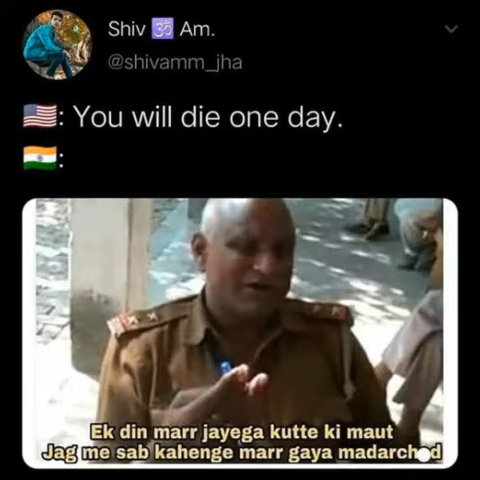 Shiv 🕉️ Am.
@shivamm_jha
🇺🇸: You will die one day.
🇮🇳:
Ek din marr jayega kutte ki maut
Jag me sab kahenge marr gaya madarch●d